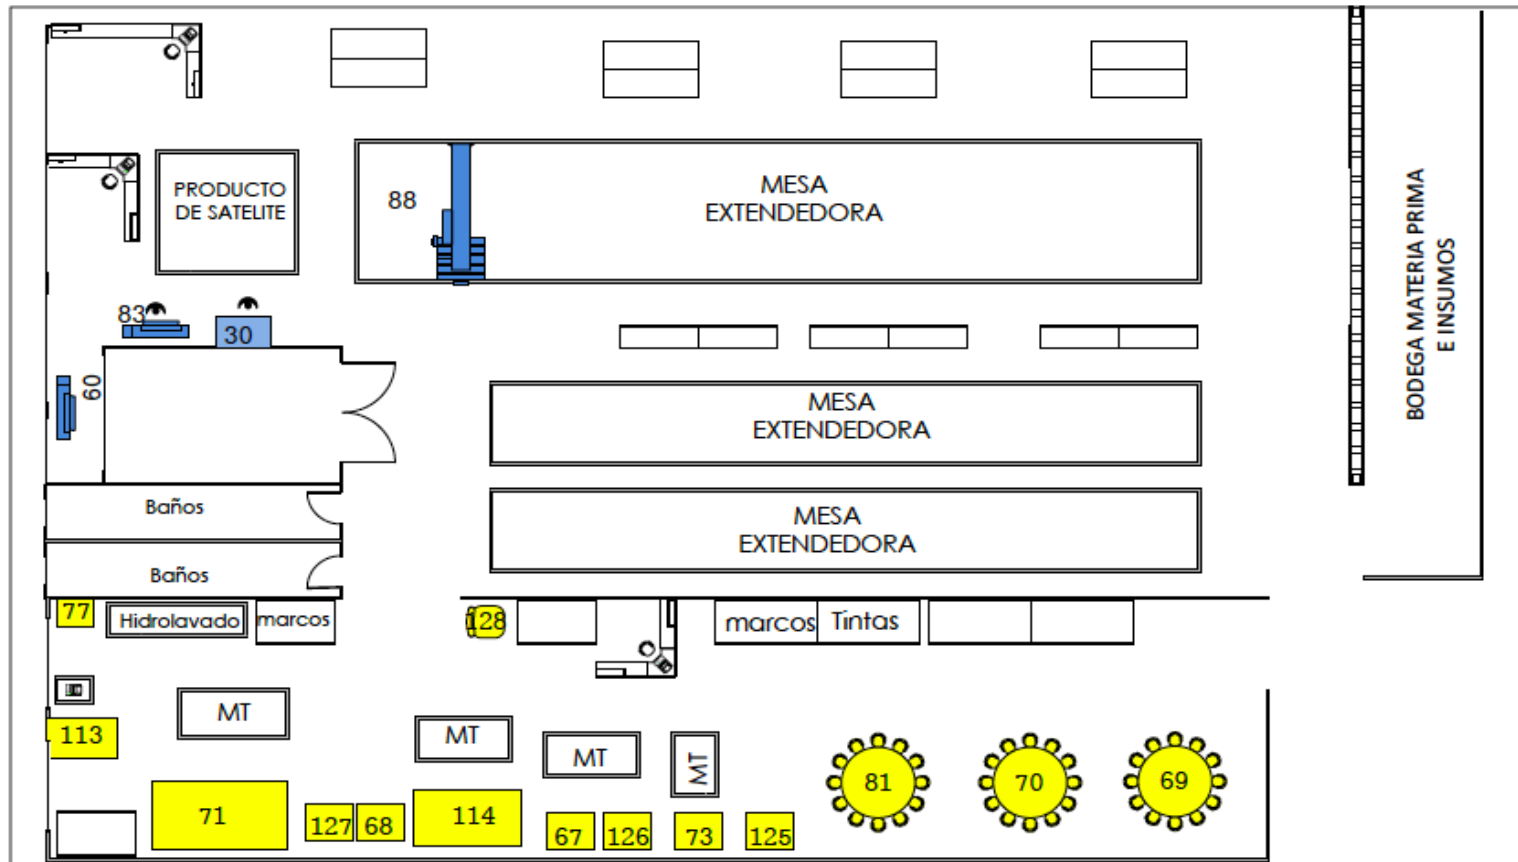 PRODUCTO
DE SATELITE
88
MESA
EXTENDEDORA
BODEGA MATERIA PRIMA
E INSUMOS
83
30
60
MESA
EXTENDEDORA
Baños
MESA
EXTENDEDORA
Baños
77
Hidrolavado
marcos
128
marcos
Tintas
MT
113
MT
MT
MT
71
127
68
114
67
126
73
125
81
70
69